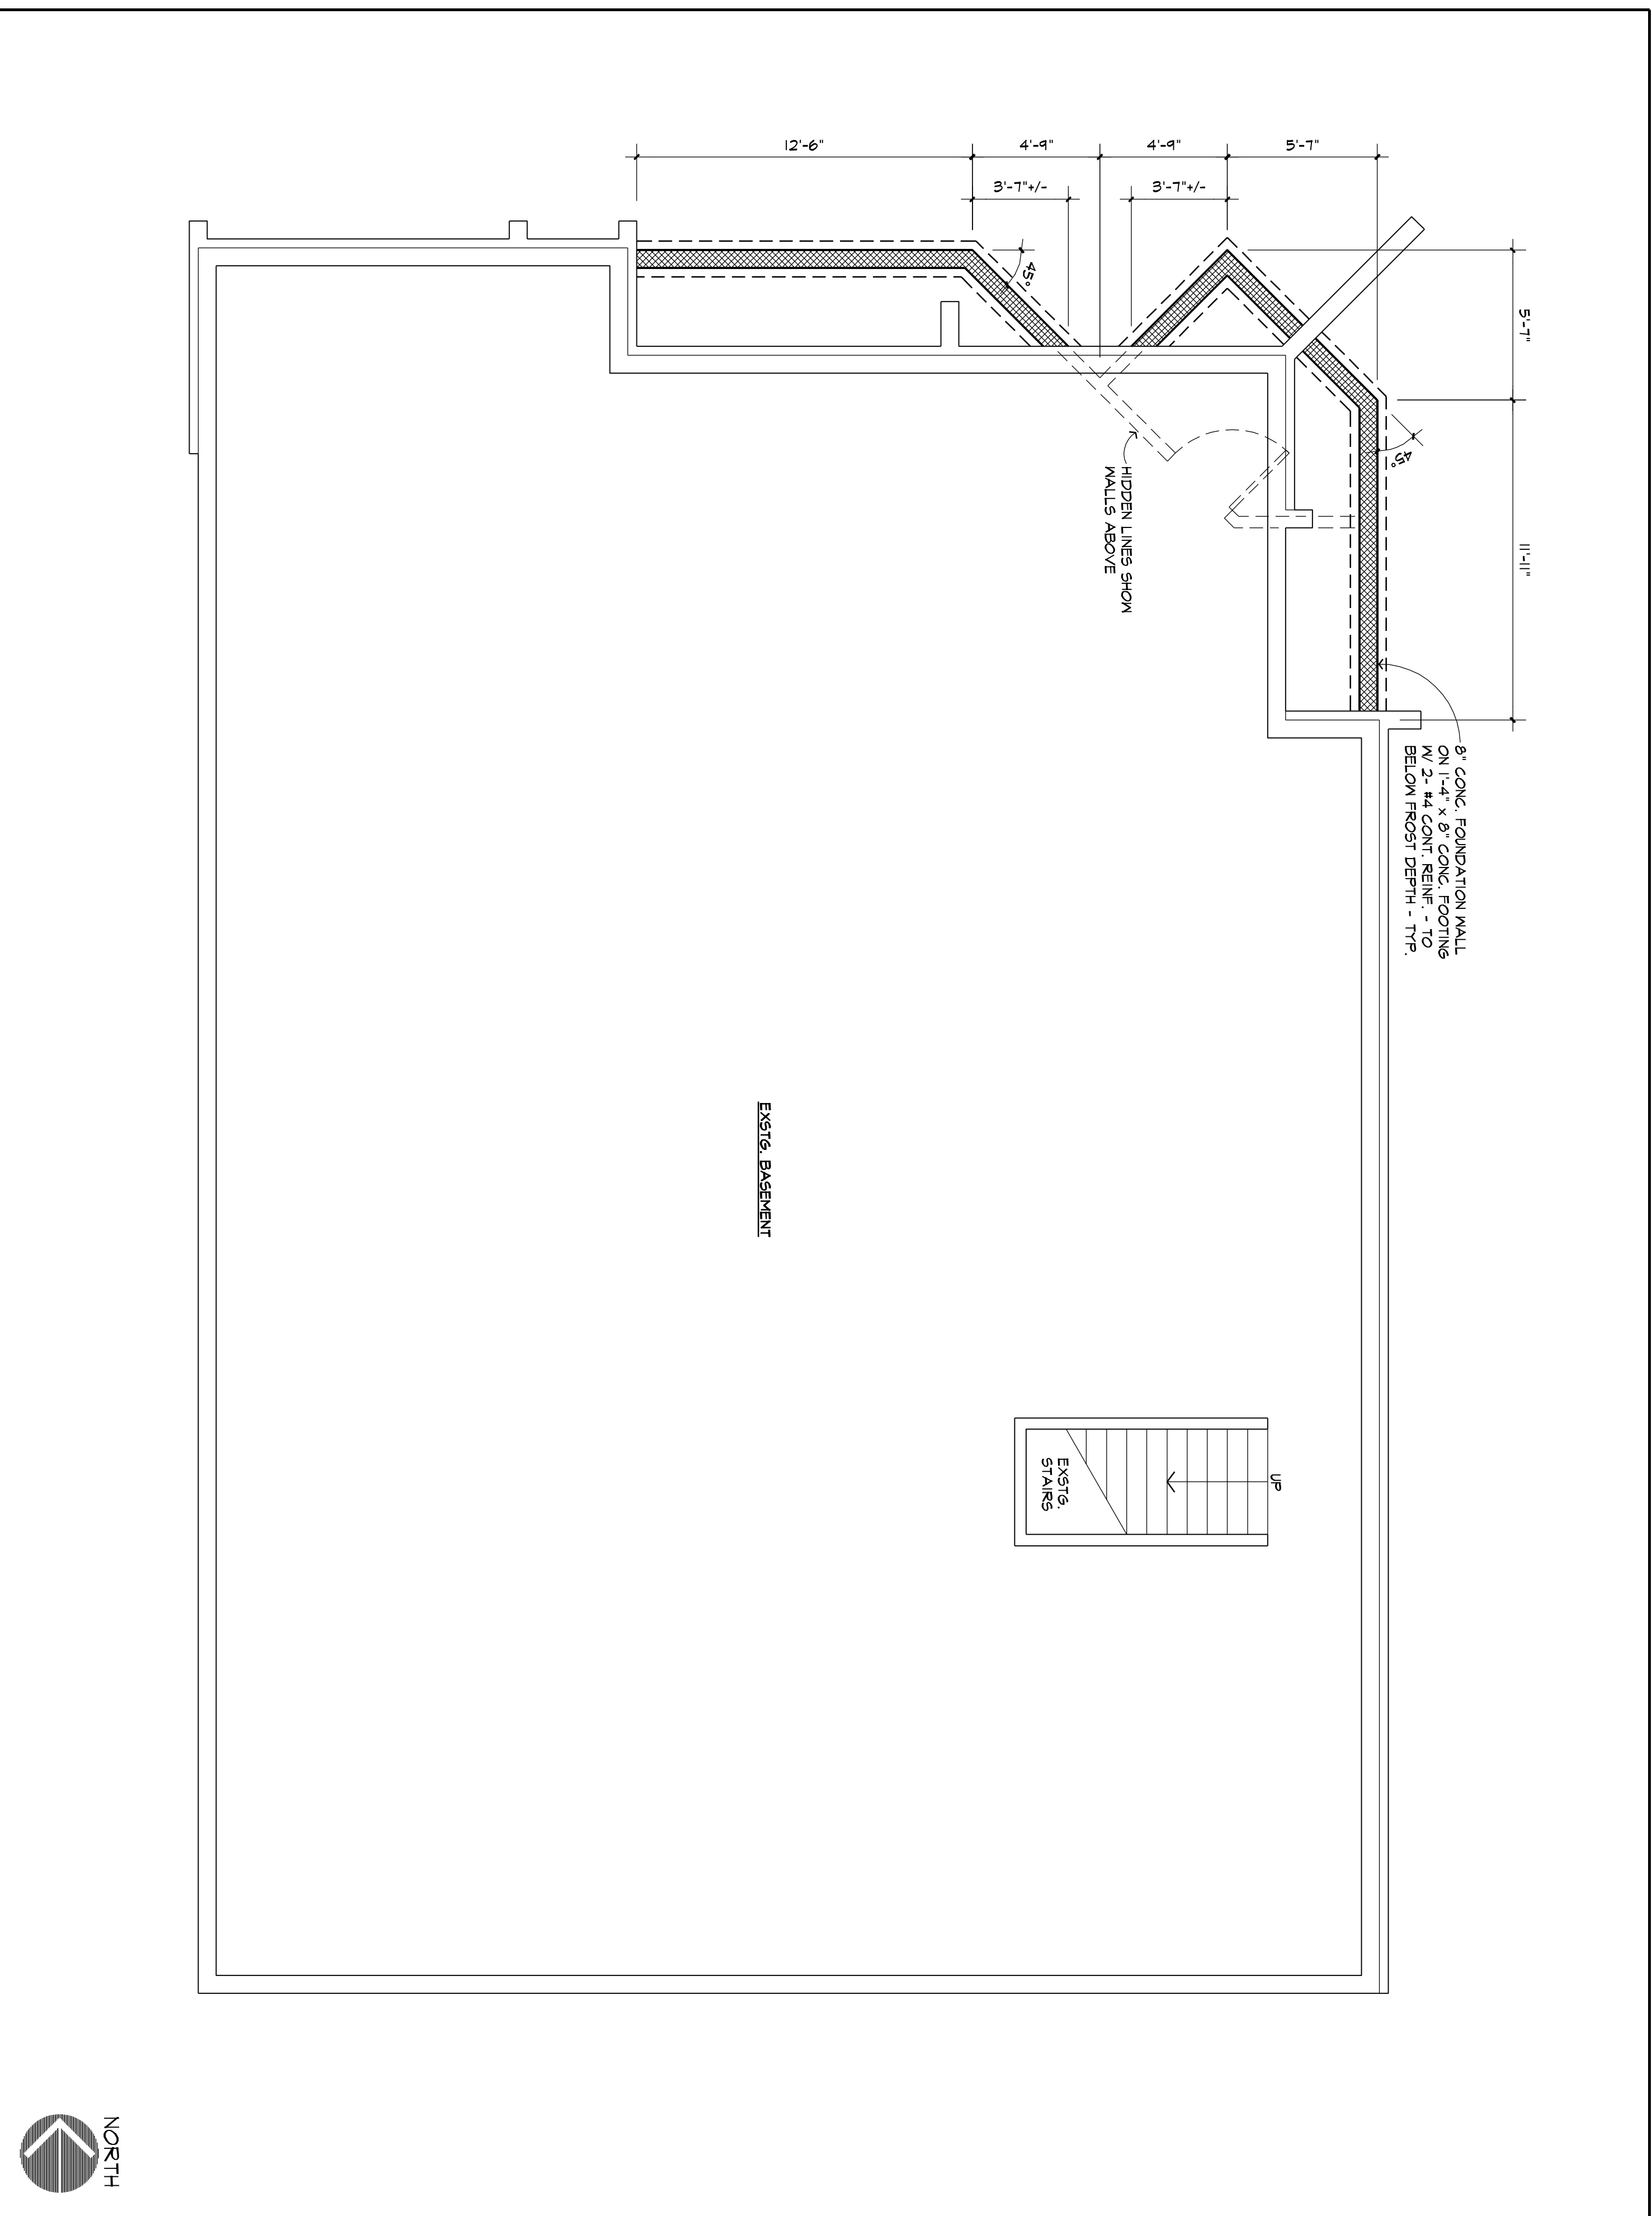 12'-6"
4'-9"
4'-9"
5'-7"
3'-7"+/-
3'-7"+/-
45°
5'-7"
45°
11'-11"
HIDDEN LINES SHOW
WALLS ABOVE
8" CONC. FOUNDATION WALL
ON 1'-4" x 8" CONC. FOOTING
W/ 2- #4 CONT. REINF. - TO
BELOW FROST DEPTH - TYP.
EXSTG. BASEMENT
UP
EXSTG.
STAIRS
NORTH